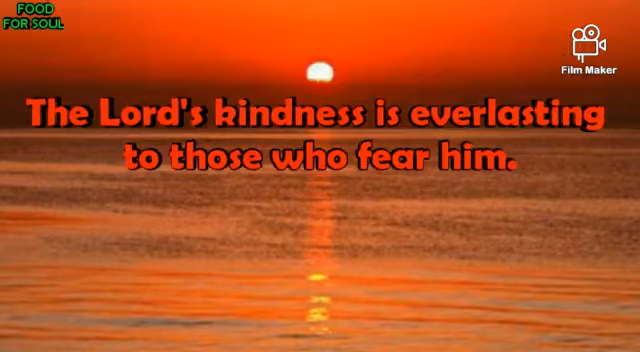 FOOD
FOR SOUL
Film Maker
The Lord's kindness is everlasting
to those who fear him.